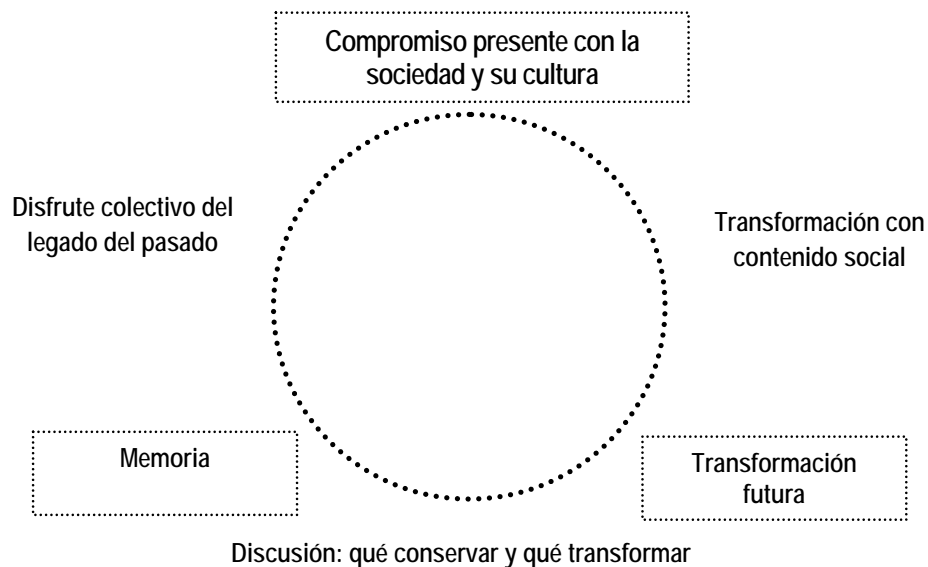 Compromiso presente con la
sociedad y su cultura
Disfrute colectivo del
legado del pasado
Transformación con
contenido social
Memoria
Transformación
futura
Discusión: qué conservar y qué transformar